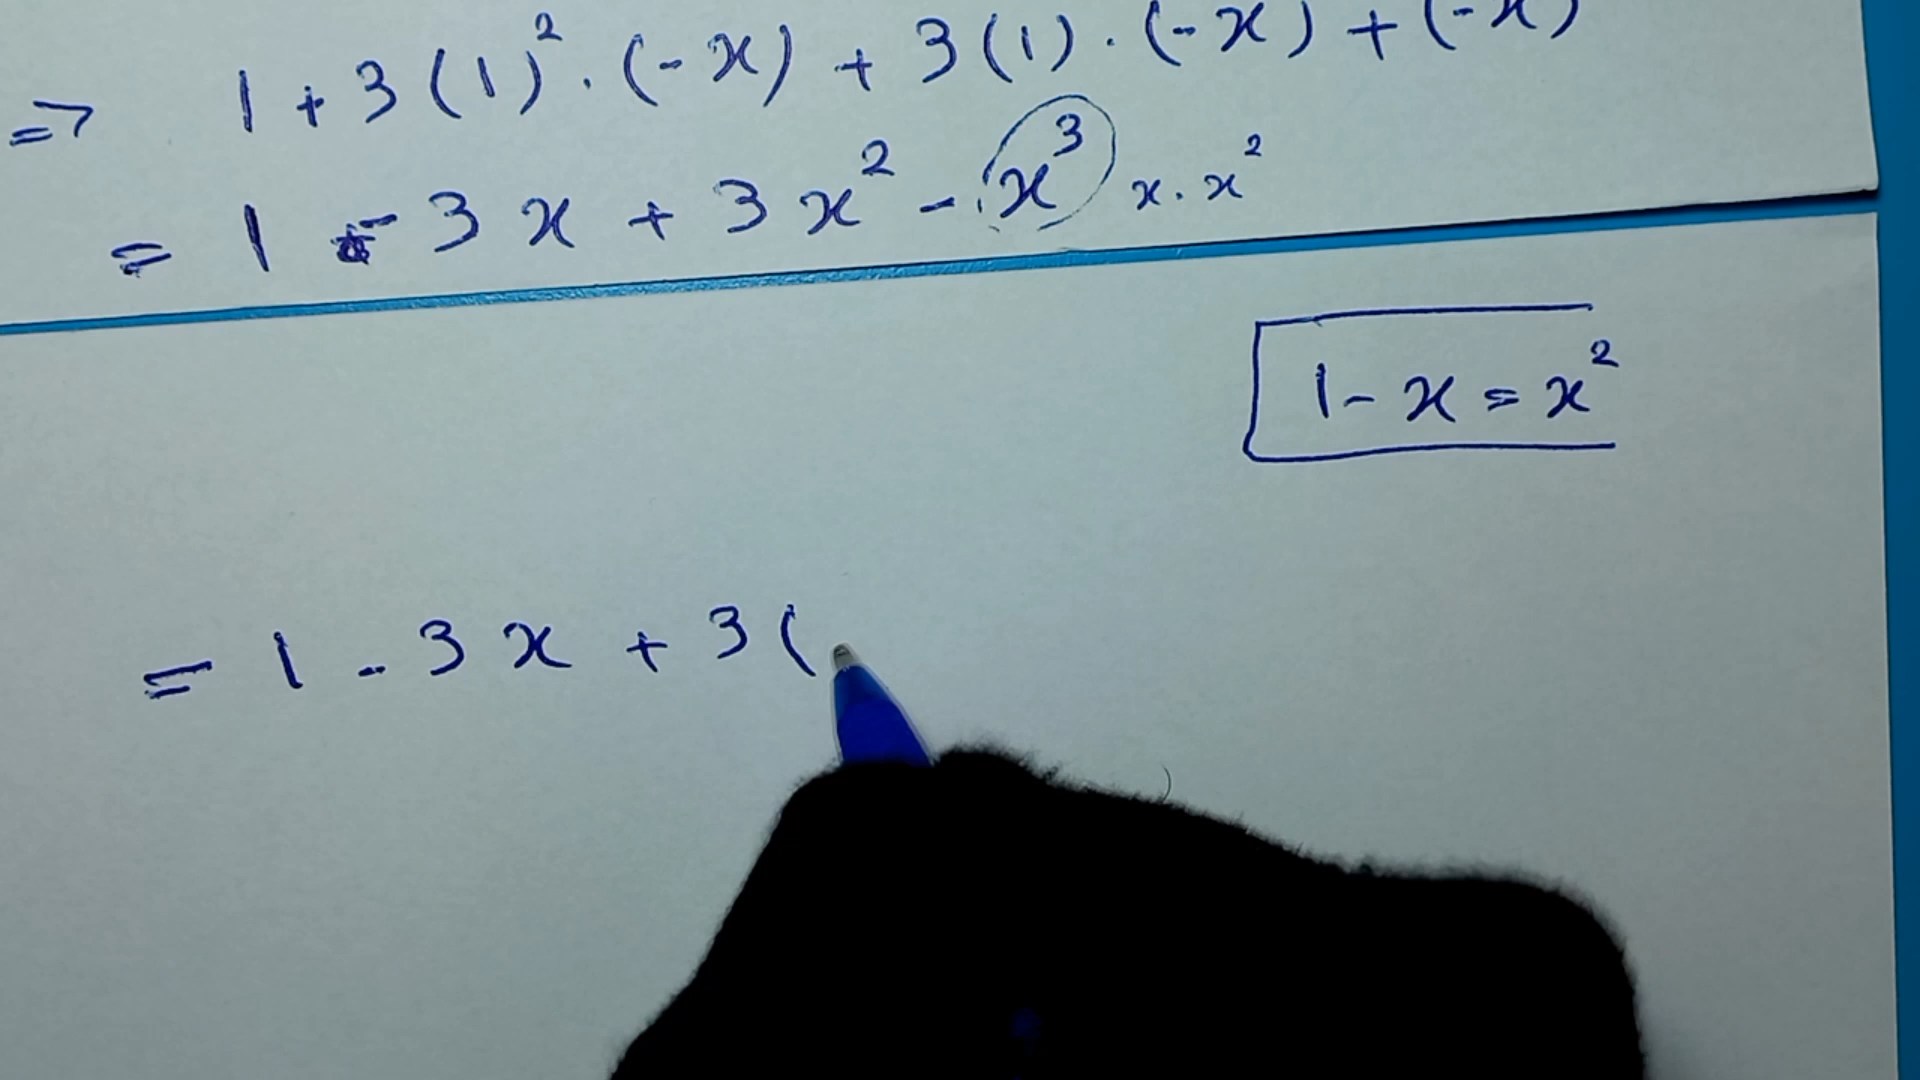 => 1 + 3 (1)² . (-x) + 3 (1) . (-x) + (-x)
= 1 - 3x + 3x² - x³ x . x²
1 - x = x²
= 1 - 3x + 3 (